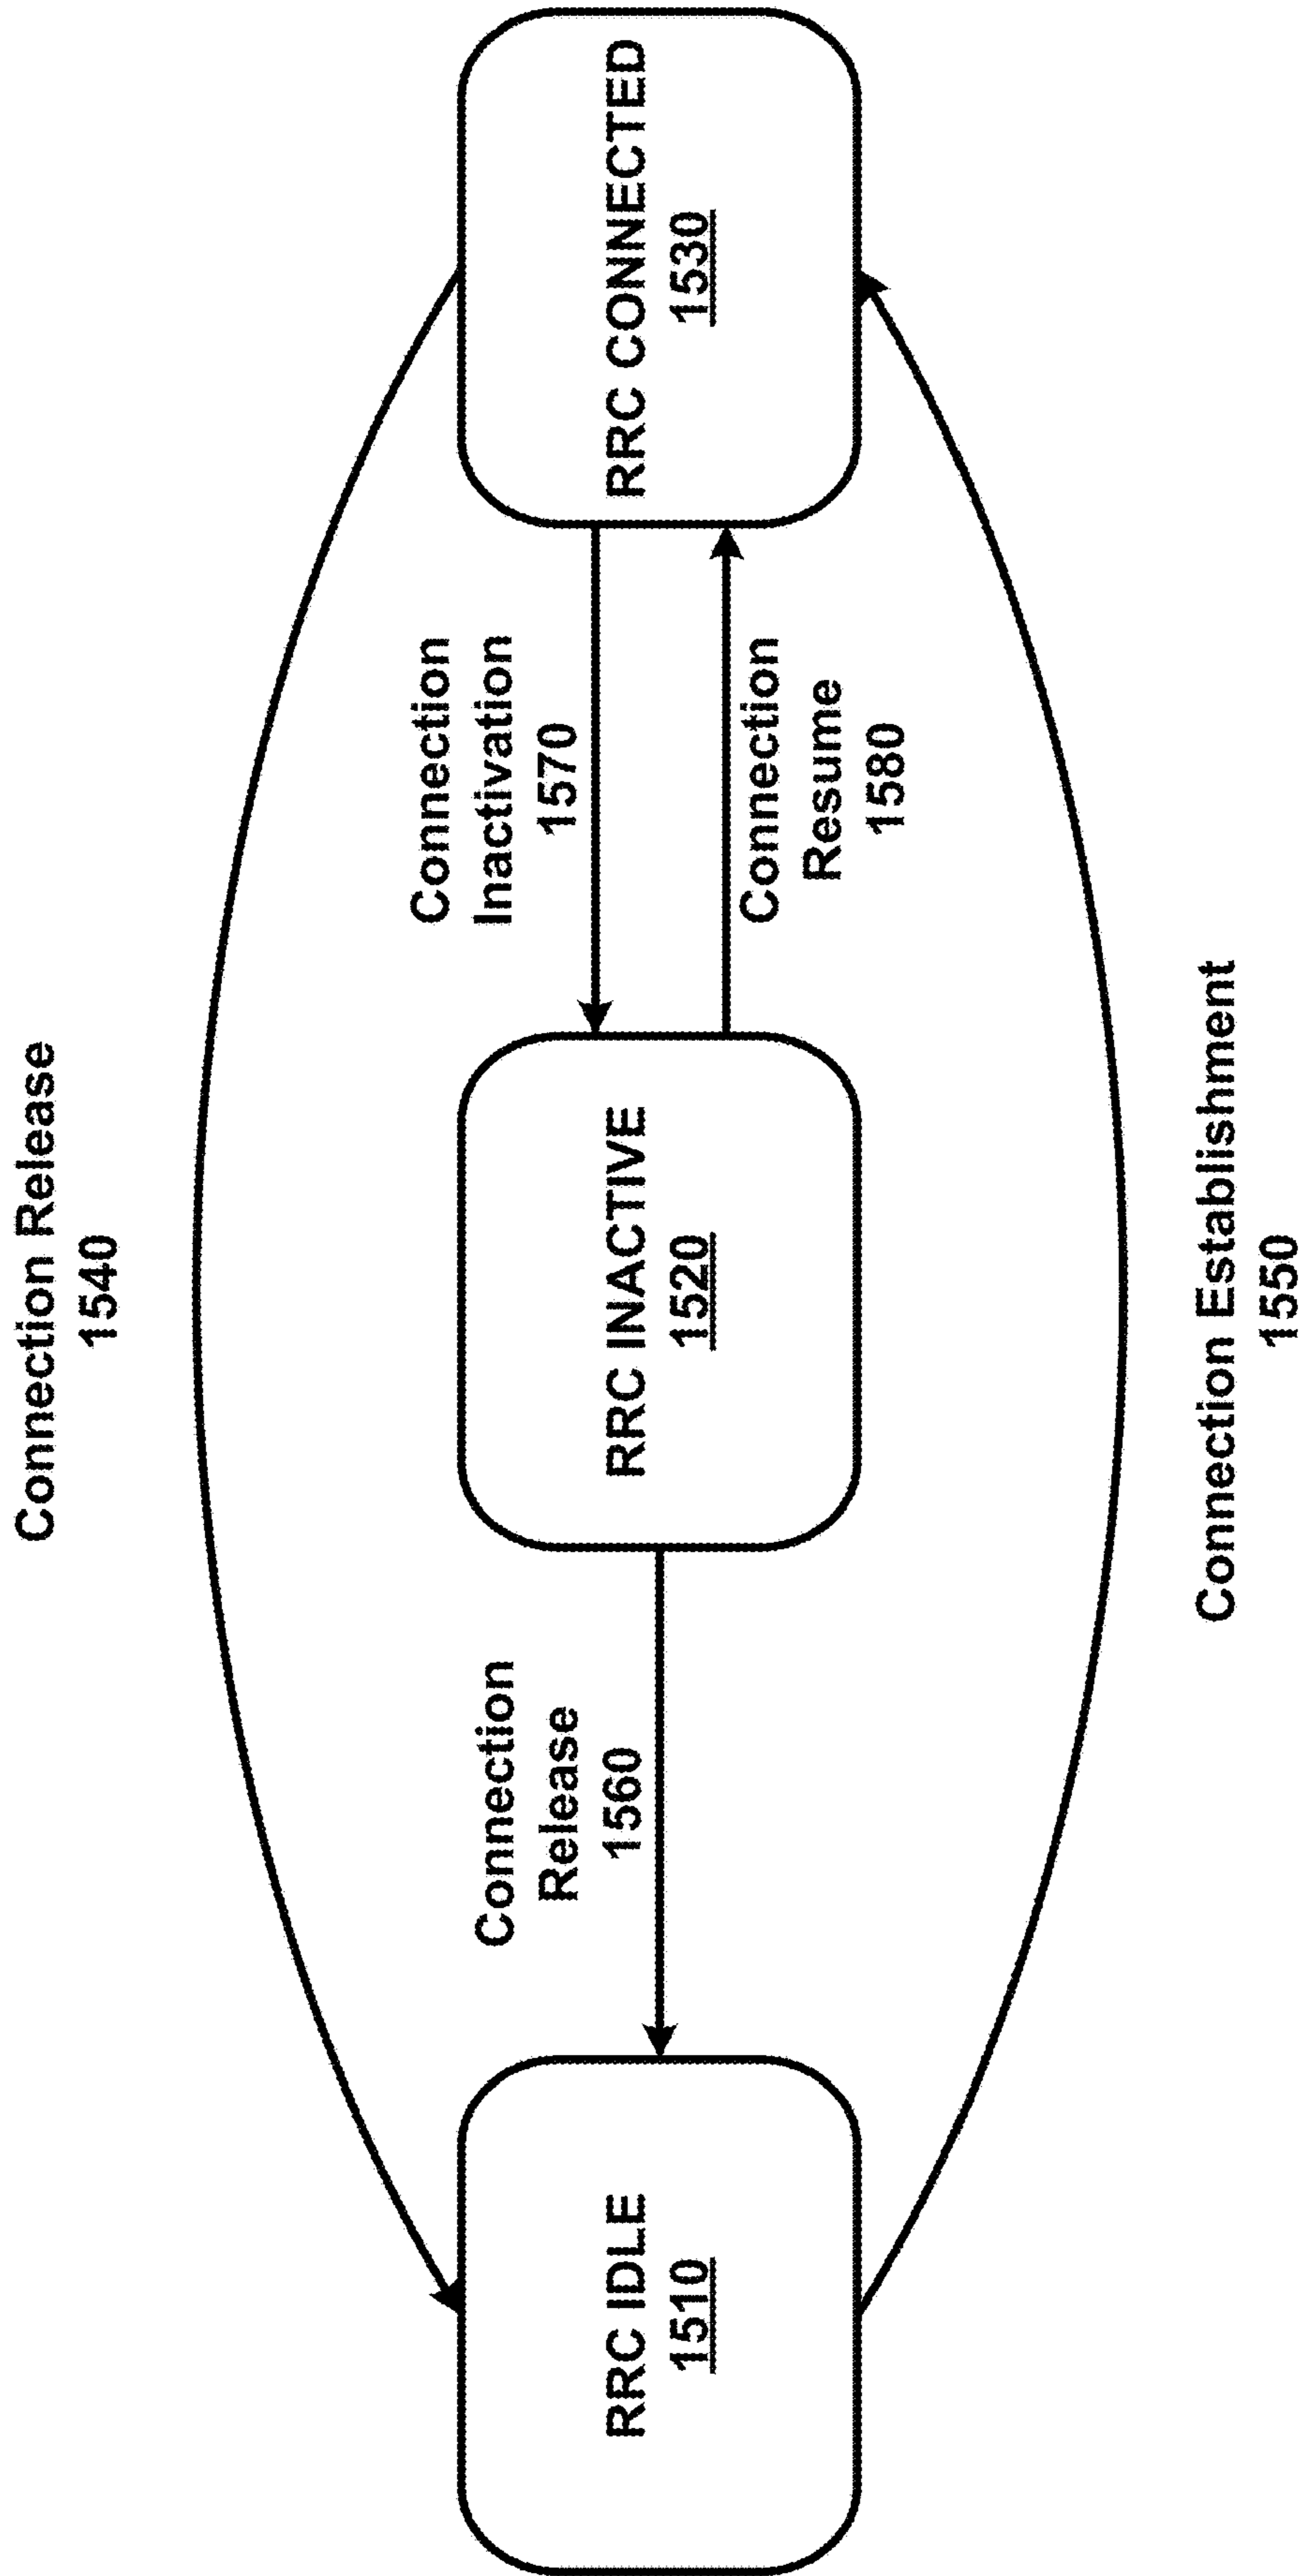 Connection Release
1540
RRC IDLE
1510
Connection
Release
1560
RRC INACTIVE
1520
Connection
Inactivation
1570
Connection
Resume
1580
RRC CONNECTED
1530
Connection Establishment
1550